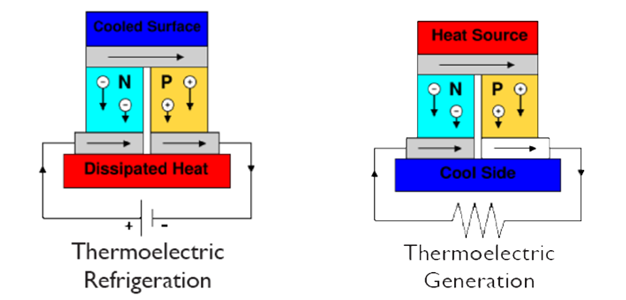 Cooled Surface
N P
Dissipated Heat
+ -
Thermoelectric
Refrigeration
Heat Source
N P
Cool Side
Thermoelectric
Generation